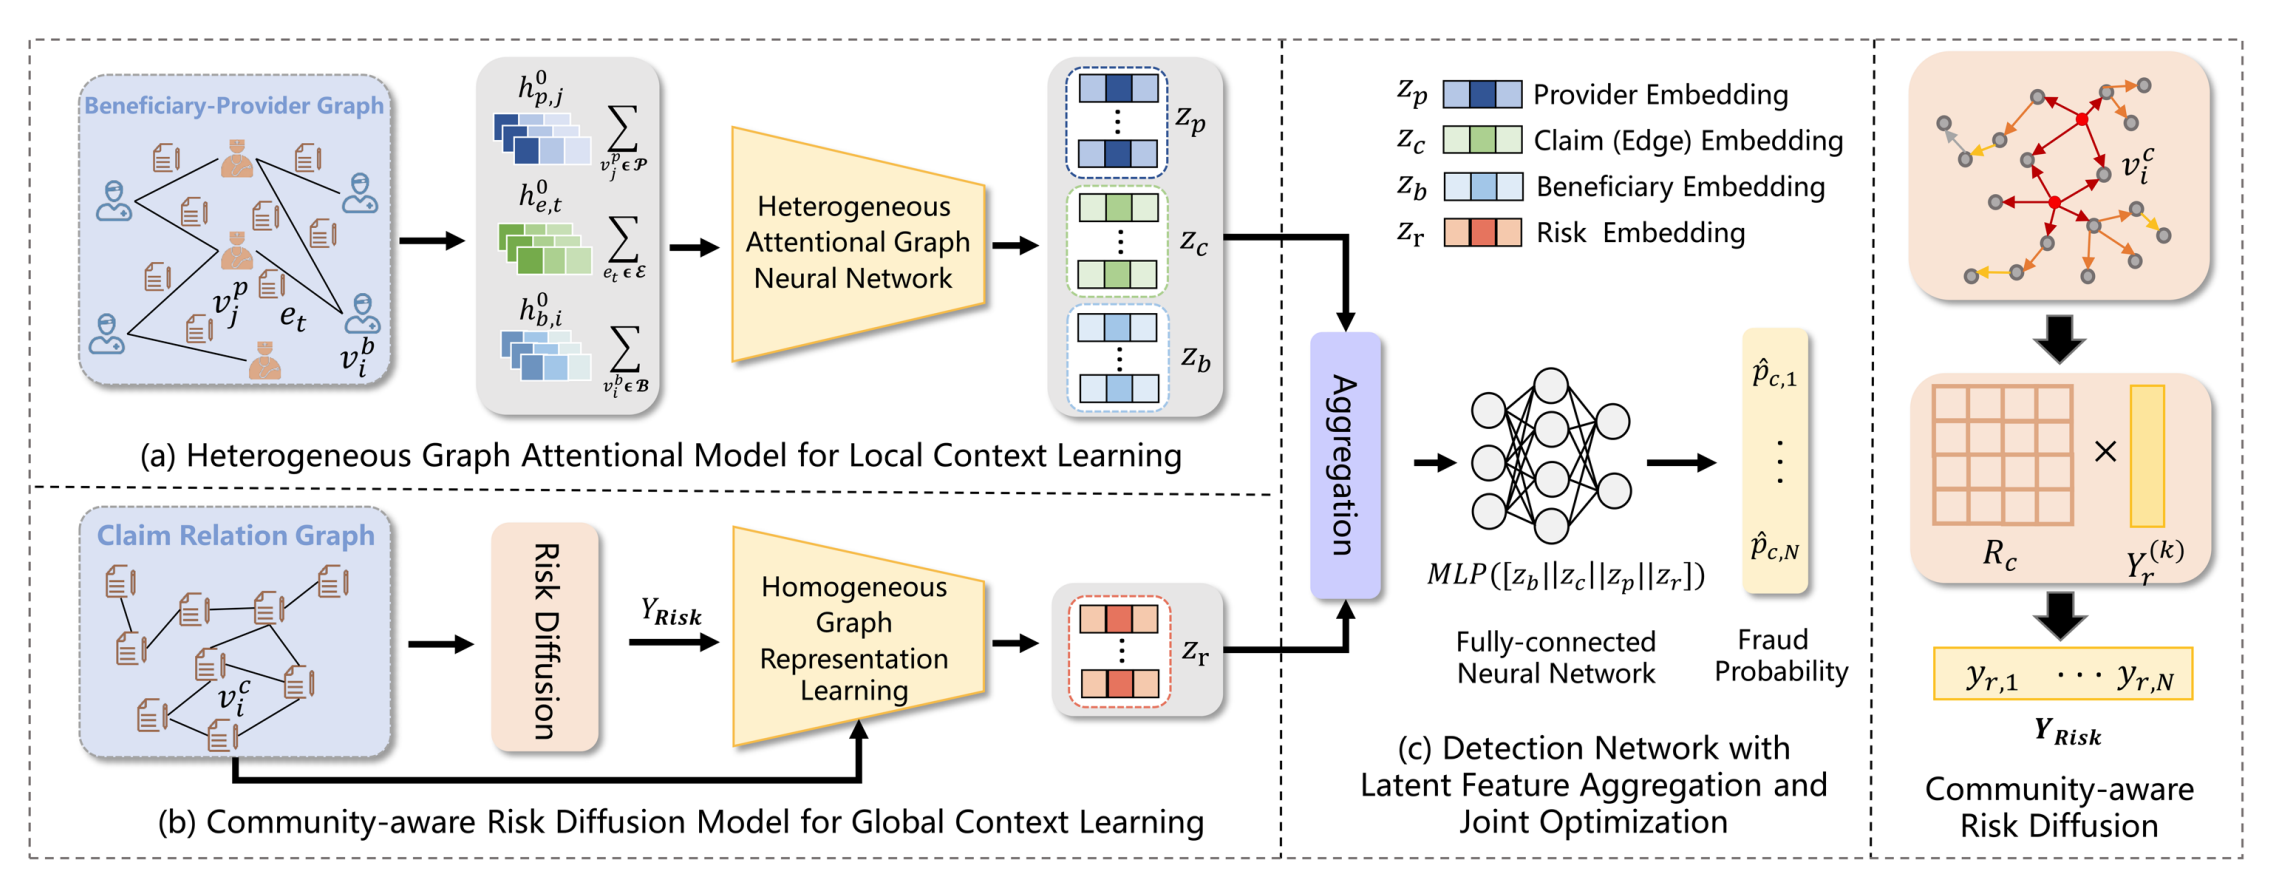 Beneficiary-Provider Graph
$v_j^p$
$e_t$
$v_i^b$
$h_{p,j}^0$
$\sum_{v_j^p \in \mathcal{P}}$
$h_{e,t}^0$
$\sum_{e_t \in \mathcal{E}}$
$h_{b,i}^0$
$\sum_{v_i^b \in \mathcal{B}}$
Heterogeneous
Attentional Graph
Neural Network
$z_p$
$z_c$
$z_b$
(a) Heterogeneous Graph Attentional Model for Local Context Learning
Claim Relation Graph
$v_i^c$
Risk Diffusion
$Y_{Risk}$
Homogeneous
Graph
Representation
Learning
$z_r$
(b) Community-aware Risk Diffusion Model for Global Context Learning
$z_p$ Provider Embedding
$z_c$ Claim (Edge) Embedding
$z_b$ Beneficiary Embedding
$z_r$ Risk Embedding
Aggregation
$MLP([z_b||z_c||z_p||z_r])$
Fully-connected
Neural Network
$\hat{p}_{c,1}$
⋮
$\hat{p}_{c,N}$
Fraud
Probability
(c) Detection Network with
Latent Feature Aggregation and
Joint Optimization
$v_i^c$
$R_c$ × $Y_r^{(k)}$
$y_{r,1}$ ··· $y_{r,N}$
$Y_{Risk}$
Community-aware
Risk Diffusion